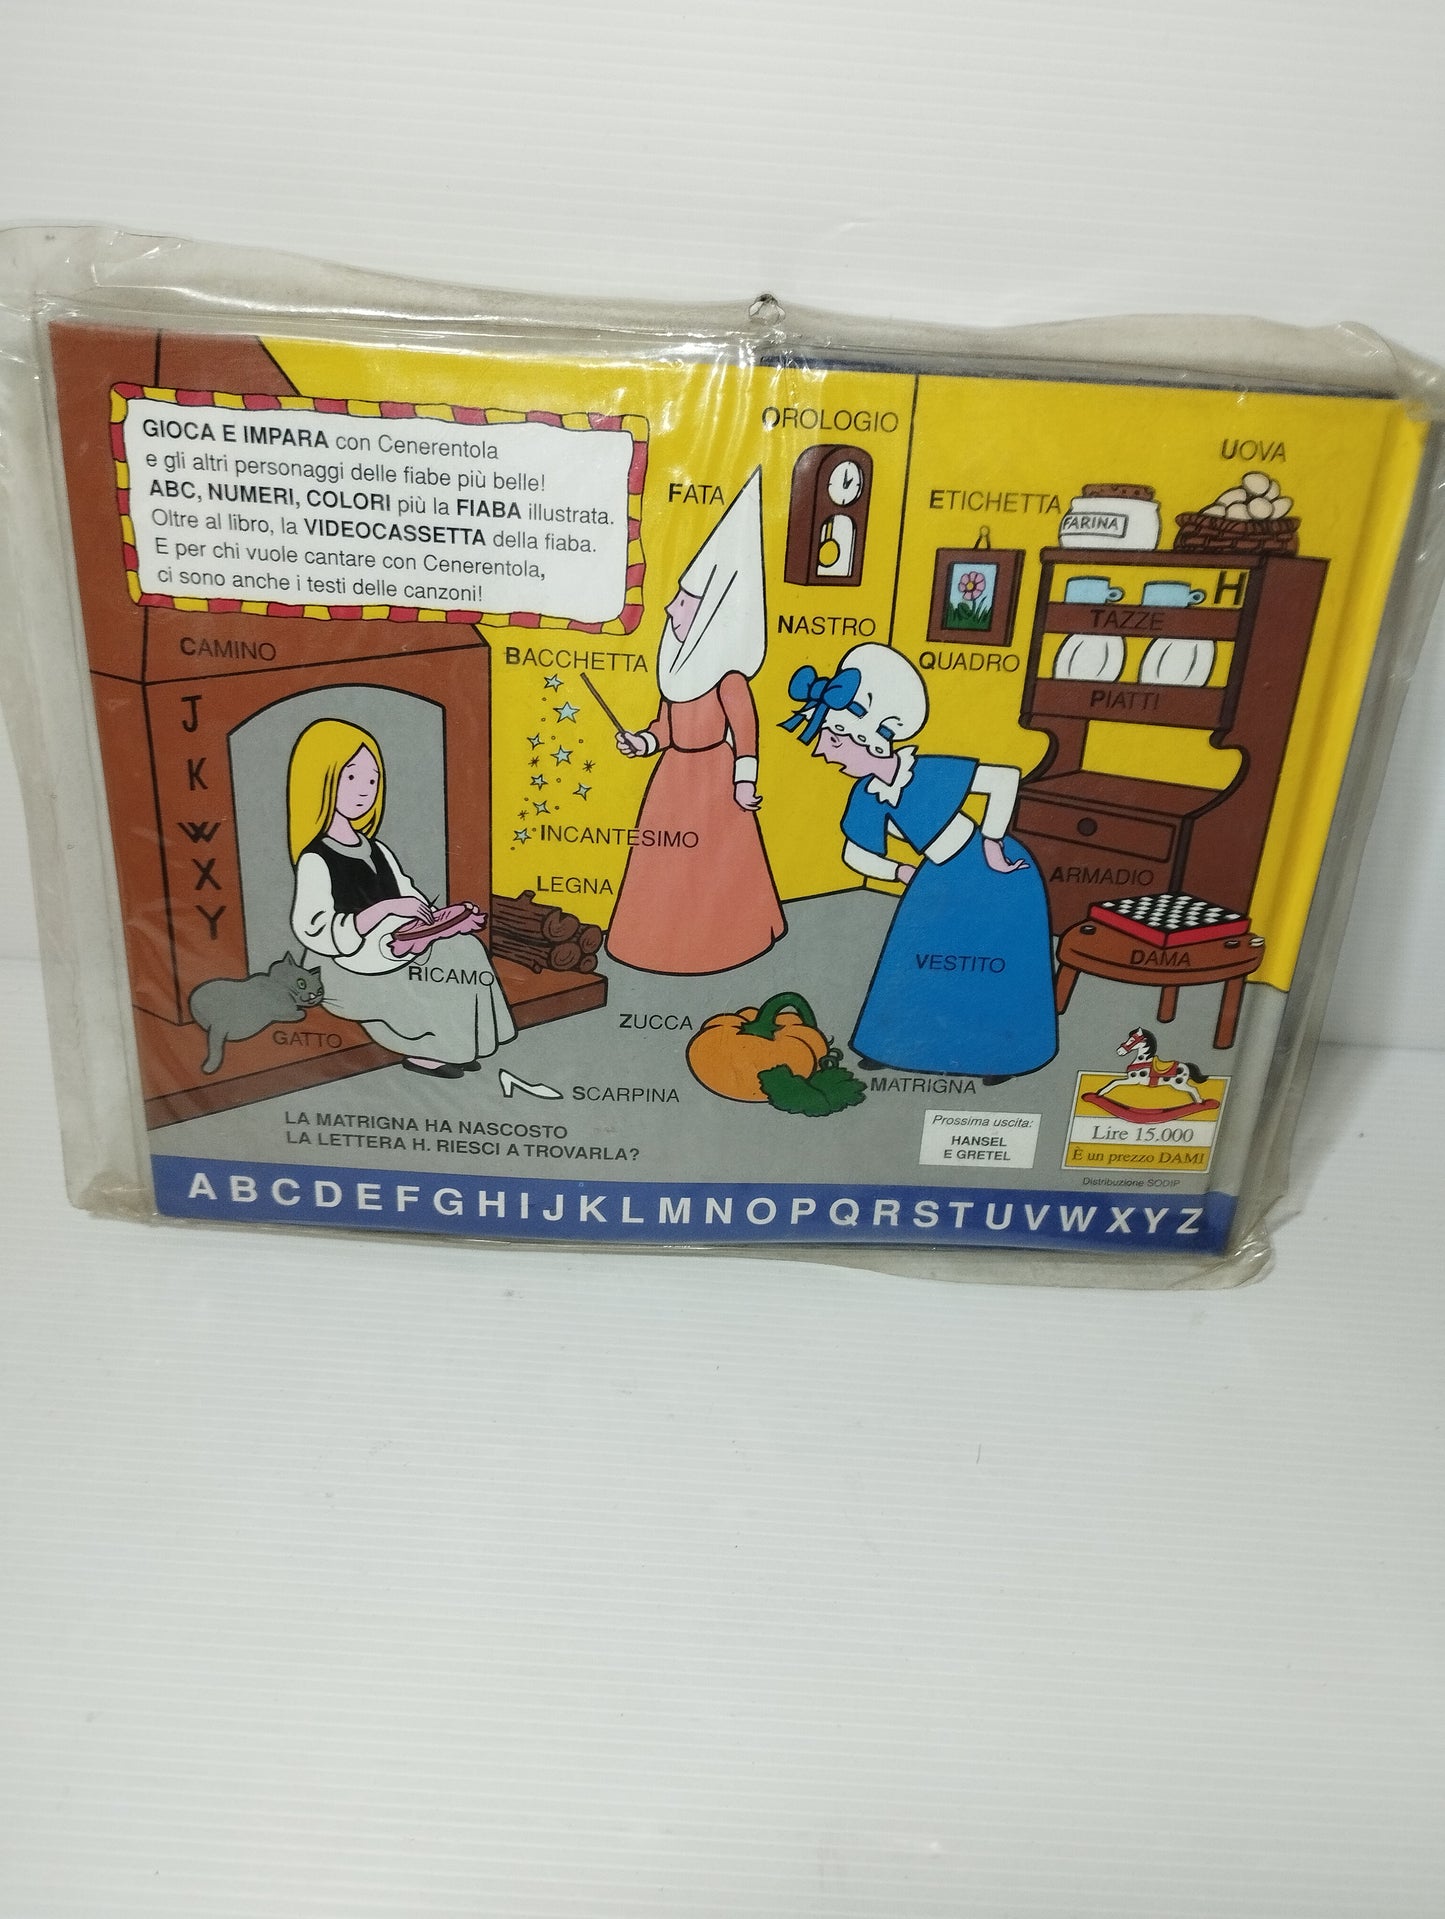 GIOCA E IMPARA con Cenerentola
e gli altri personaggi delle fiabe più belle!
ABC, NUMERI, COLORI più la FIABA illustrata.
Oltre al libro, la VIDEOCASSETTA della fiaba.
E per chi vuole cantare con Cenerentola,
ci sono anche i testi delle canzoni!
OROLOGIO
UOVA
FATA
ETICHETTA
FARINA
H
TAZZE
NASTRO
CAMINO
BACCHETTA
QUADRO
PIATTI
J
K
W
X
Y
INCANTESIMO
LEGNA
ARMADIO
RICAMO
VESTITO
DAMA
GATTO
ZUCCA
SCARPINA
MATRIGNA
LA MATRIGNA HA NASCOSTO
LA LETTERA H. RIESCI A TROVARLA?
Prossima uscita:
HANSEL
E GRETEL
Lire 15.000
È un prezzo DAMI
Distribuzione SODIP
A B C D E F G H I J K L M N O P Q R S T U V W X Y Z